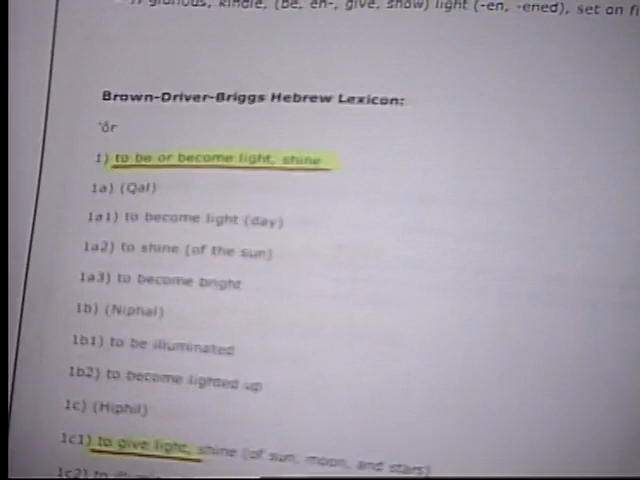 glorious, kindle, (be, en-, give, show) light (-en, -ened), set on fi
Brown-Driver-Briggs Hebrew Lexicon:
'ôr
1) to be or become light, shine
1a) (Qal)
1a1) to become light (day)
1a2) to shine (of the sun)
1a3) to become bright
1b) (Niphal)
1b1) to be illuminated
1b2) to become lighted up
1c) (Hiphil)
1c1) to give light, shine (of sun, moon, and stars)
1c2) to